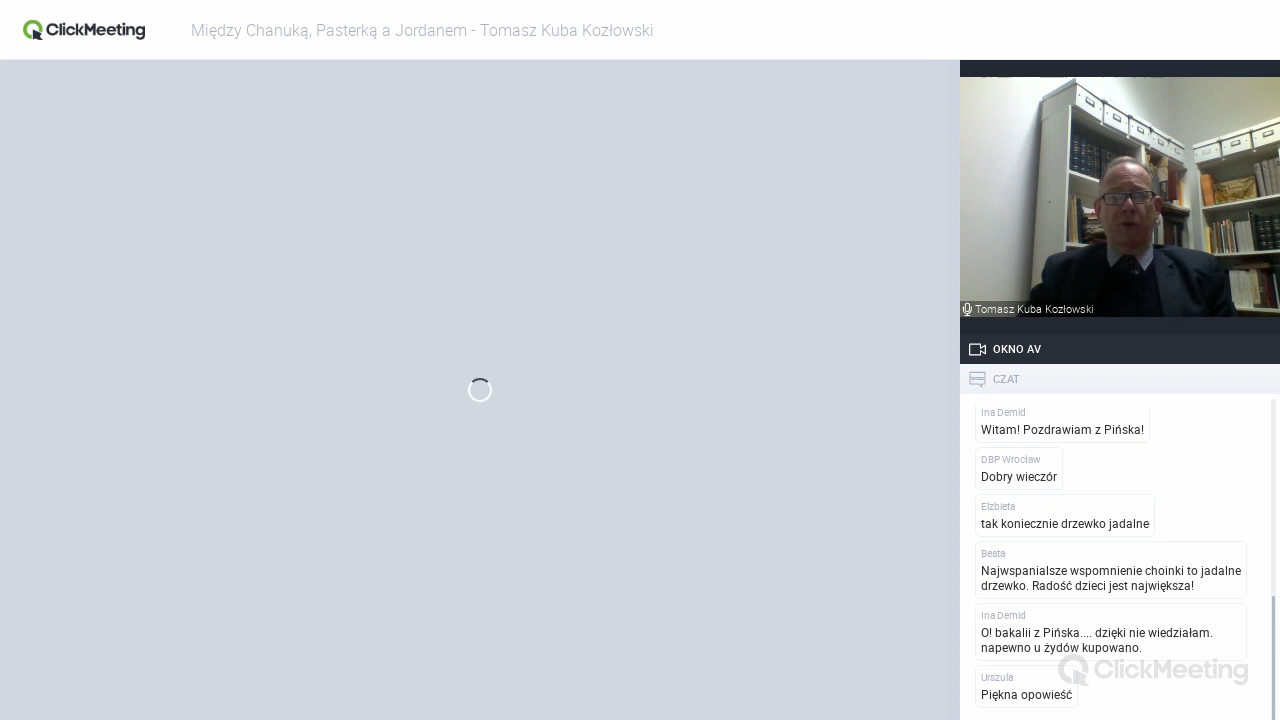 ClickMeeting
Między Chanuką, Pasterką a Jordanem - Tomasz Kuba Kozłowski
Tomasz Kuba Kozłowski
OKNO AV
CZAT
Ina Demid
Witam! Pozdrawiam z Pińska!
DBP Wrocław
Dobry wieczór
Elżbieta
tak koniecznie drzewko jadalne
Beata
Najwspanialsze wspomnienie choinki to jadalne
drzewko. Radość dzieci jest największa!
Ina Demid
O! bakalii z Pińska.... dzięki nie wiedziałam.
napewno u żydów kupowano.
ClickMeeting
Urszula
Piękna opowieść